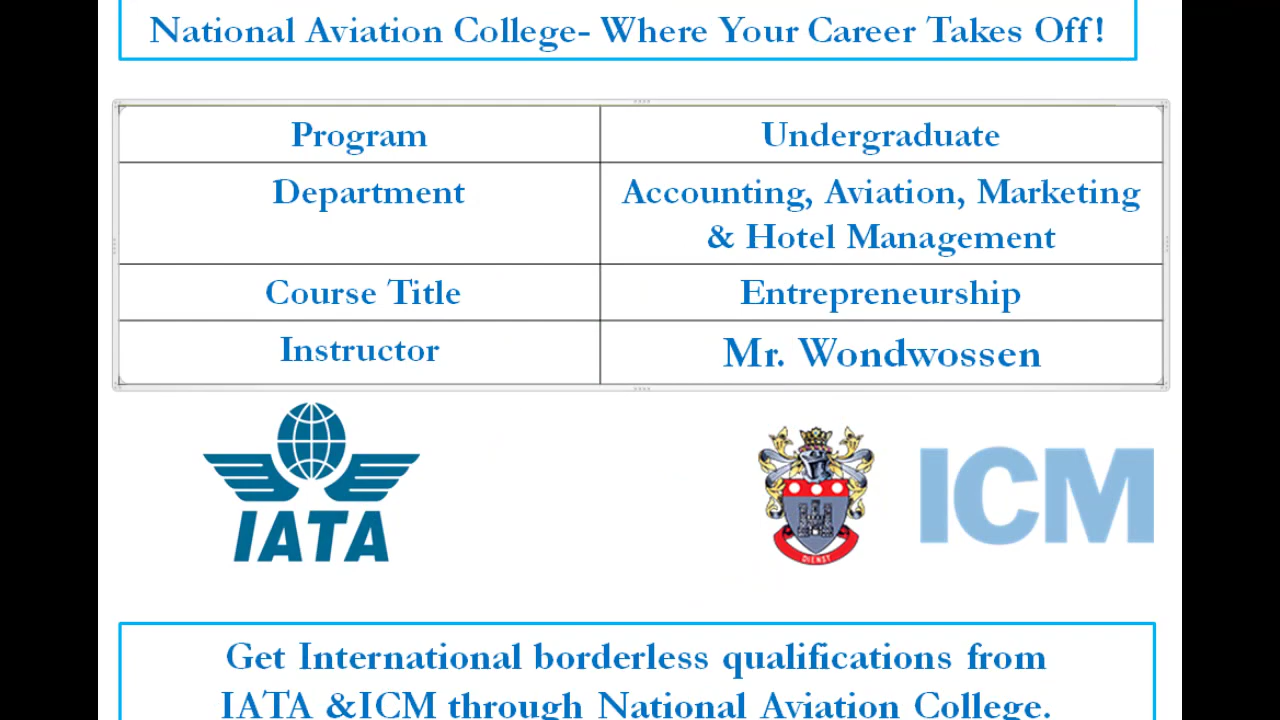 National Aviation College- Where Your Career Takes Off!
Program
Undergraduate
Department
Accounting, Aviation, Marketing
& Hotel Management
Course Title
Entrepreneurship
Instructor
Mr. Wondwossen
IATA
DIENST
ICM
Get International borderless qualifications from
IATA &ICM through National Aviation College.